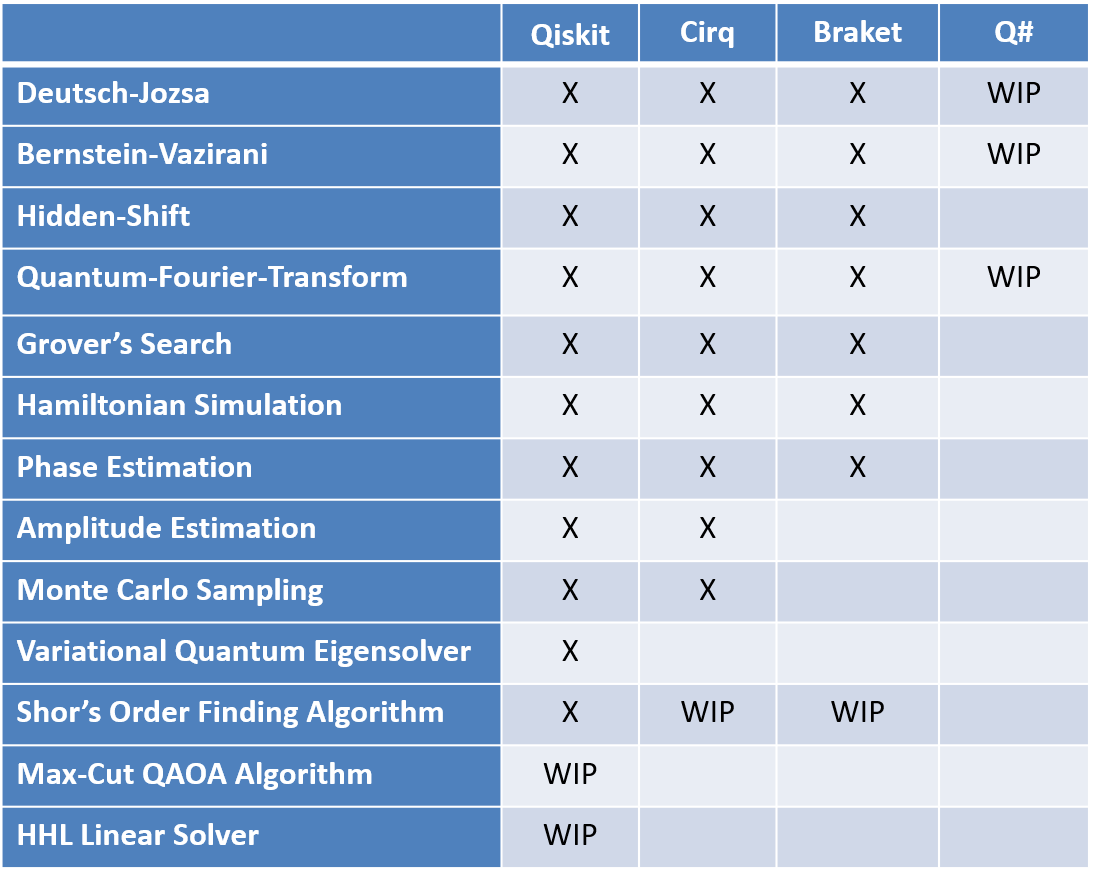 Qiskit Cirq Braket Q#
Deutsch-Jozsa X X X WIP
Bernstein-Vazirani X X X WIP
Hidden-Shift X X X
Quantum-Fourier-Transform X X X WIP
Grover’s Search X X X
Hamiltonian Simulation X X X
Phase Estimation X X X
Amplitude Estimation X X
Monte Carlo Sampling X X
Variational Quantum Eigensolver X
Shor’s Order Finding Algorithm X WIP WIP
Max-Cut QAOA Algorithm WIP
HHL Linear Solver WIP